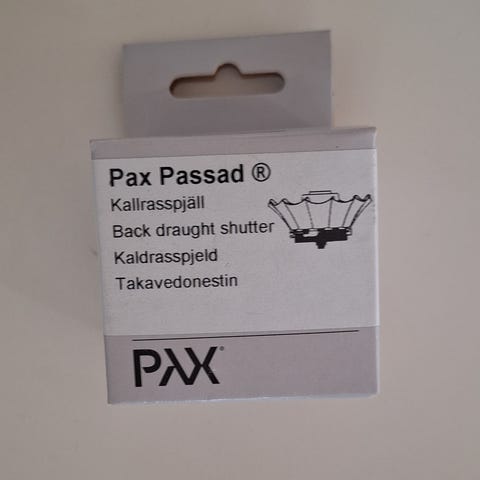 Pax Passad ®
Kallrasspjäll
Back draught shutter
Kaldrasspjeld
Takavedonestin
PAX®